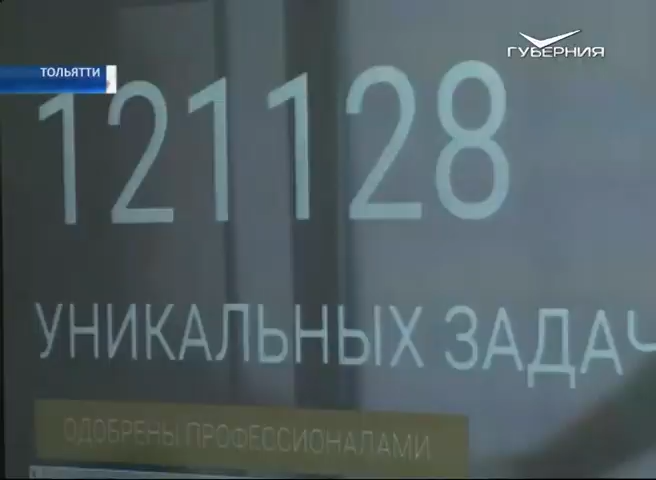 ТОЛЬЯТТИ
ГУБЕРНИЯ
121128
УНИКАЛЬНЫХ ЗАДАЧ
ОДОБРЕНЫ ПРОФЕССИОНАЛАМИ